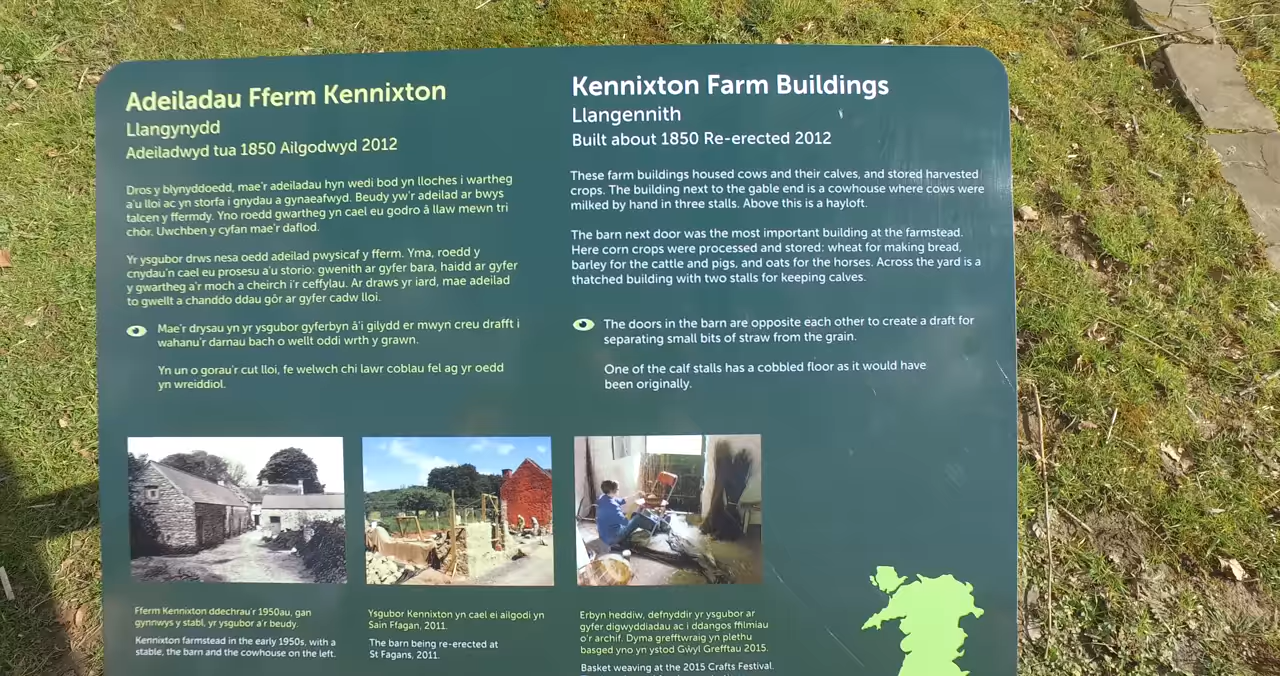 Adeiladau Fferm Kennixton
Llangynydd
Adeiladwyd tua 1850 Ailgodwyd 2012
Dros y blynyddoedd, mae'r adeiladau hyn wedi bod yn lloches i wartheg
a'u lloi ac yn storfa i gnydau a gynaeafwyd. Beudy yw'r adeilad ar bwys
talcen y ffermdy. Yno roedd gwartheg yn cael eu godro â llaw mewn tri
chôr. Uwchben y cyfan mae'r daflod.
Yr ysgubor drws nesa oedd adeilad pwysicaf y fferm. Yma, roedd y
cnydau'n cael eu prosesu a'u storio: gwenith ar gyfer bara, haidd ar gyfer
y gwartheg a'r moch a cheirch i'r ceffylau. Ar draws yr iard, mae adeilad
to gwellt a chanddo ddau gôr ar gyfer cadw lloi.
Mae'r drysau yn yr ysgubor gyferbyn â'i gilydd er mwyn creu drafft i
wahanu'r darnau bach o wellt oddi wrth y grawn.
Yn un o gorau'r cut lloi, fe welwch chi lawr coblau fel ag yr oedd
yn wreiddiol.
Kennixton Farm Buildings
Llangennith
Built about 1850 Re-erected 2012
These farm buildings housed cows and their calves, and stored harvested
crops. The building next to the gable end is a cowhouse where cows were
milked by hand in three stalls. Above this is a hayloft.
The barn next door was the most important building at the farmstead.
Here corn crops were processed and stored: wheat for making bread,
barley for the cattle and pigs, and oats for the horses. Across the yard is a
thatched building with two stalls for keeping calves.
The doors in the barn are opposite each other to create a draft for
separating small bits of straw from the grain.
One of the calf stalls has a cobbled floor as it would have
been originally.
Fferm Kennixton ddechrau'r 1950au, gan
gynnwys y stabl, yr ysgubor a'r beudy.
Kennixton farmstead in the early 1950s, with a
stable, the barn and the cowhouse on the left.
Ysgubor Kennixton yn cael ei ailgodi yn
Sain Ffagan, 2011.
The barn being re-erected at
St Fagans, 2011.
Erbyn heddiw, defnyddir yr ysgubor ar
gyfer digwyddiadau ac i ddangos ffilmiau
o'r archif. Dyma grefftwraig yn plethu
basged yno yn ystod Gŵyl Grefftau 2015.
Basket weaving at the 2015 Crafts Festival.